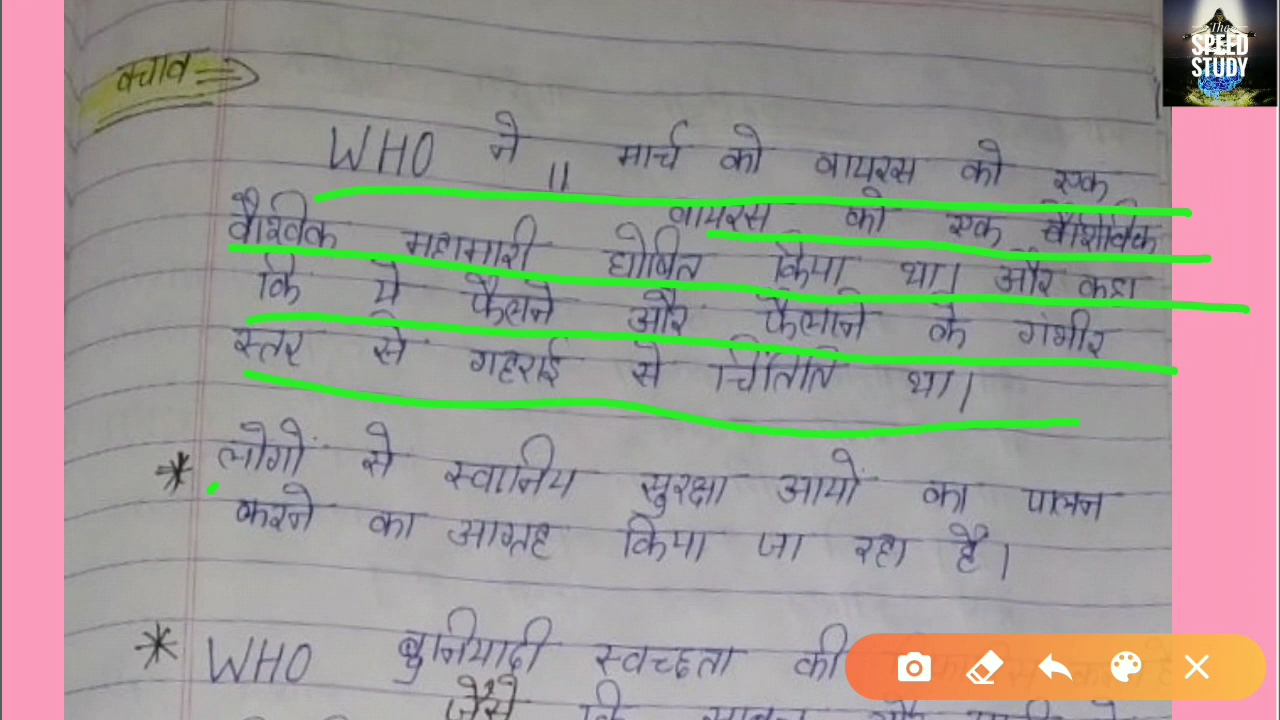 The
SPEED
STUDY
बचाव ⇒
WHO ने 11 मार्च को वायरस को एक
वायरस को एक वैश्विक
वैश्विक महामारी घोषित किया था। और कहा
कि ये फैलने और फैलाने के गंभीर
स्तर से गहराई से चिंतित था।
* लोगों से स्थानिय सुरक्षा आयों का पालन
करने का आग्रह किया जा रहा है।
* WHO बुनियादी स्वच्छता की
जैसे कि साबुन और